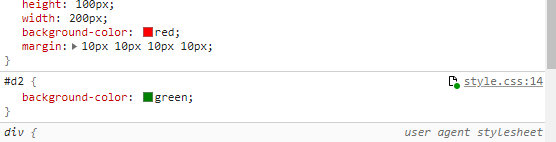 height: 100px;
width: 200px;
background-color: red;
margin: 10px 10px 10px 10px;
}
#d2 { style.css:14
background-color: green;
}
div { user agent stylesheet